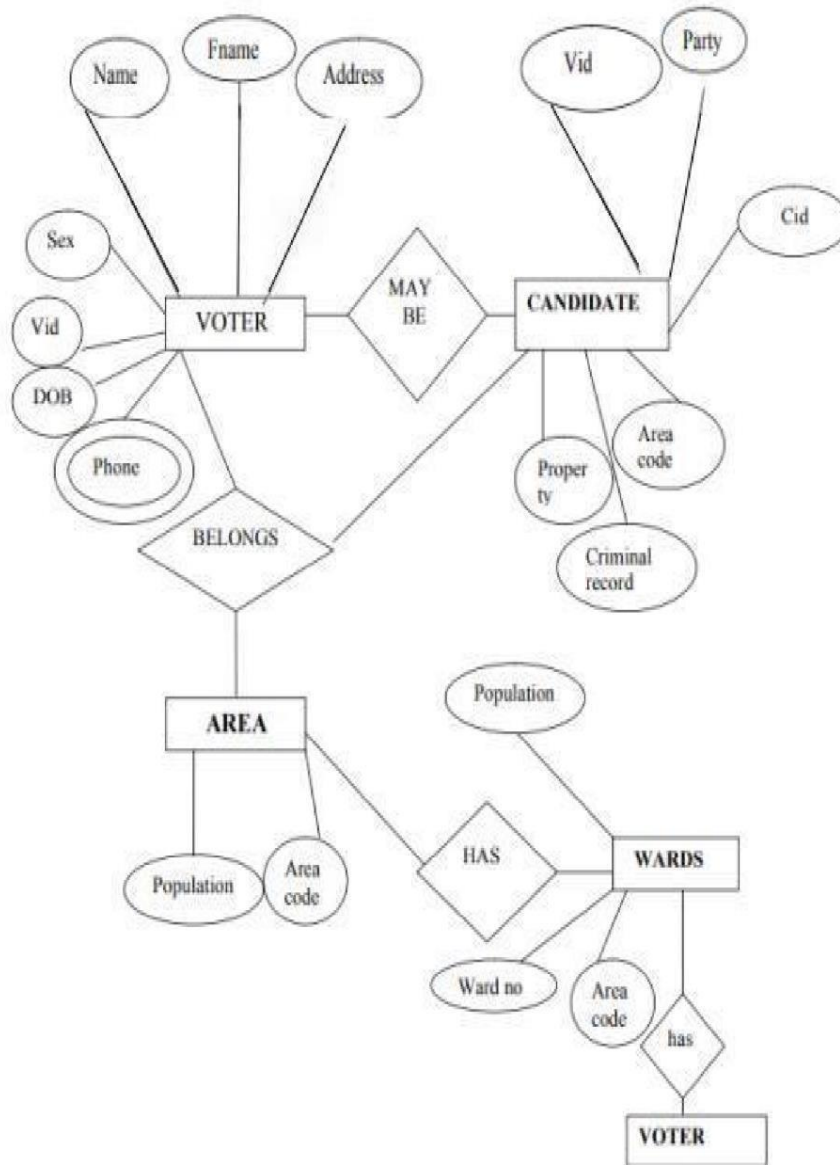 Name
Fname
Address
Vid
Party
Cid
Sex
VOTER
MAY
BE
CANDIDATE
Vid
DOB
Phone
Proper
ty
Area
code
BELONGS
Criminal
record
Population
AREA
HAS
WARDS
Population
Area
code
Ward no
Area
code
has
VOTER